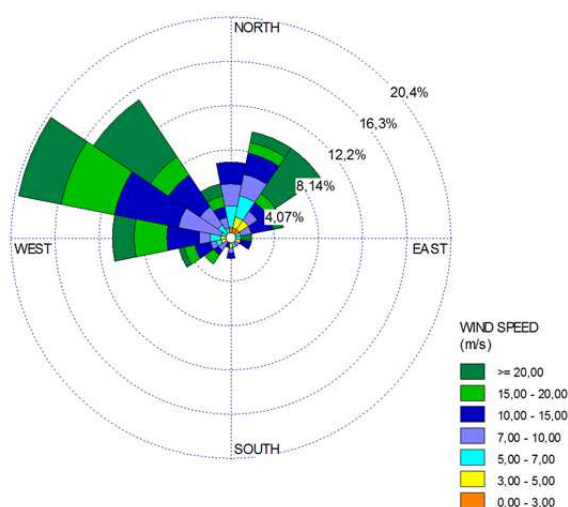 NORTH
20,4%
16,3%
12,2%
8,14%
4,07%
WEST
EAST
SOUTH
WIND SPEED
(m/s)
>= 20,00
15,00 - 20,00
10,00 - 15,00
7,00 - 10,00
5,00 - 7,00
3,00 - 5,00
0,00 - 3,00